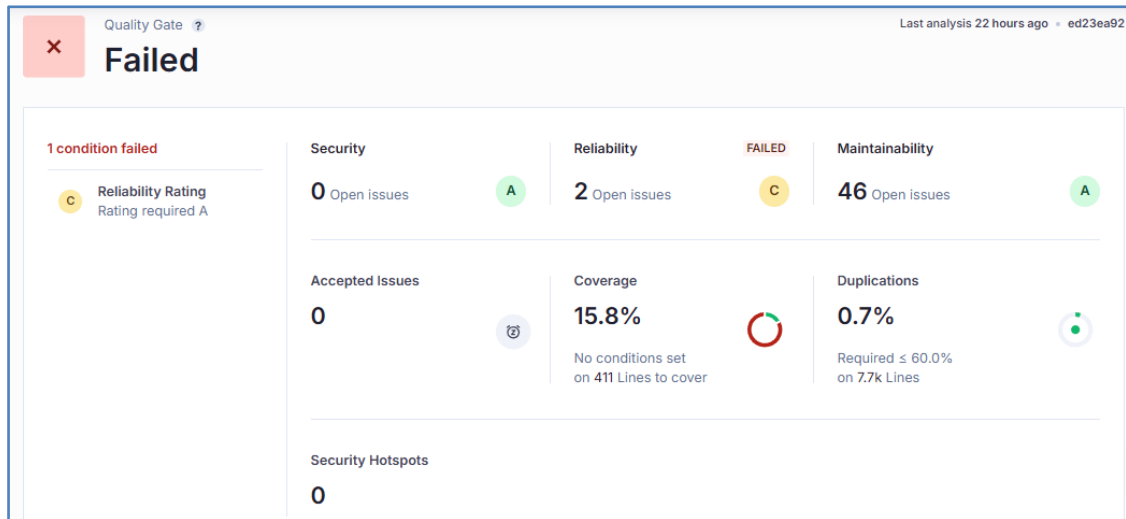 Quality Gate ?
Last analysis 22 hours ago • ed23ea92
Failed
1 condition failed
C
Reliability Rating
Rating required A
Security
0 Open issues
A
Reliability
FAILED
2 Open issues
C
Maintainability
46 Open issues
A
Accepted Issues
0
Coverage
15.8%
No conditions set
on 411 Lines to cover
Duplications
0.7%
Required ≤ 60.0%
on 7.7k Lines
Security Hotspots
0